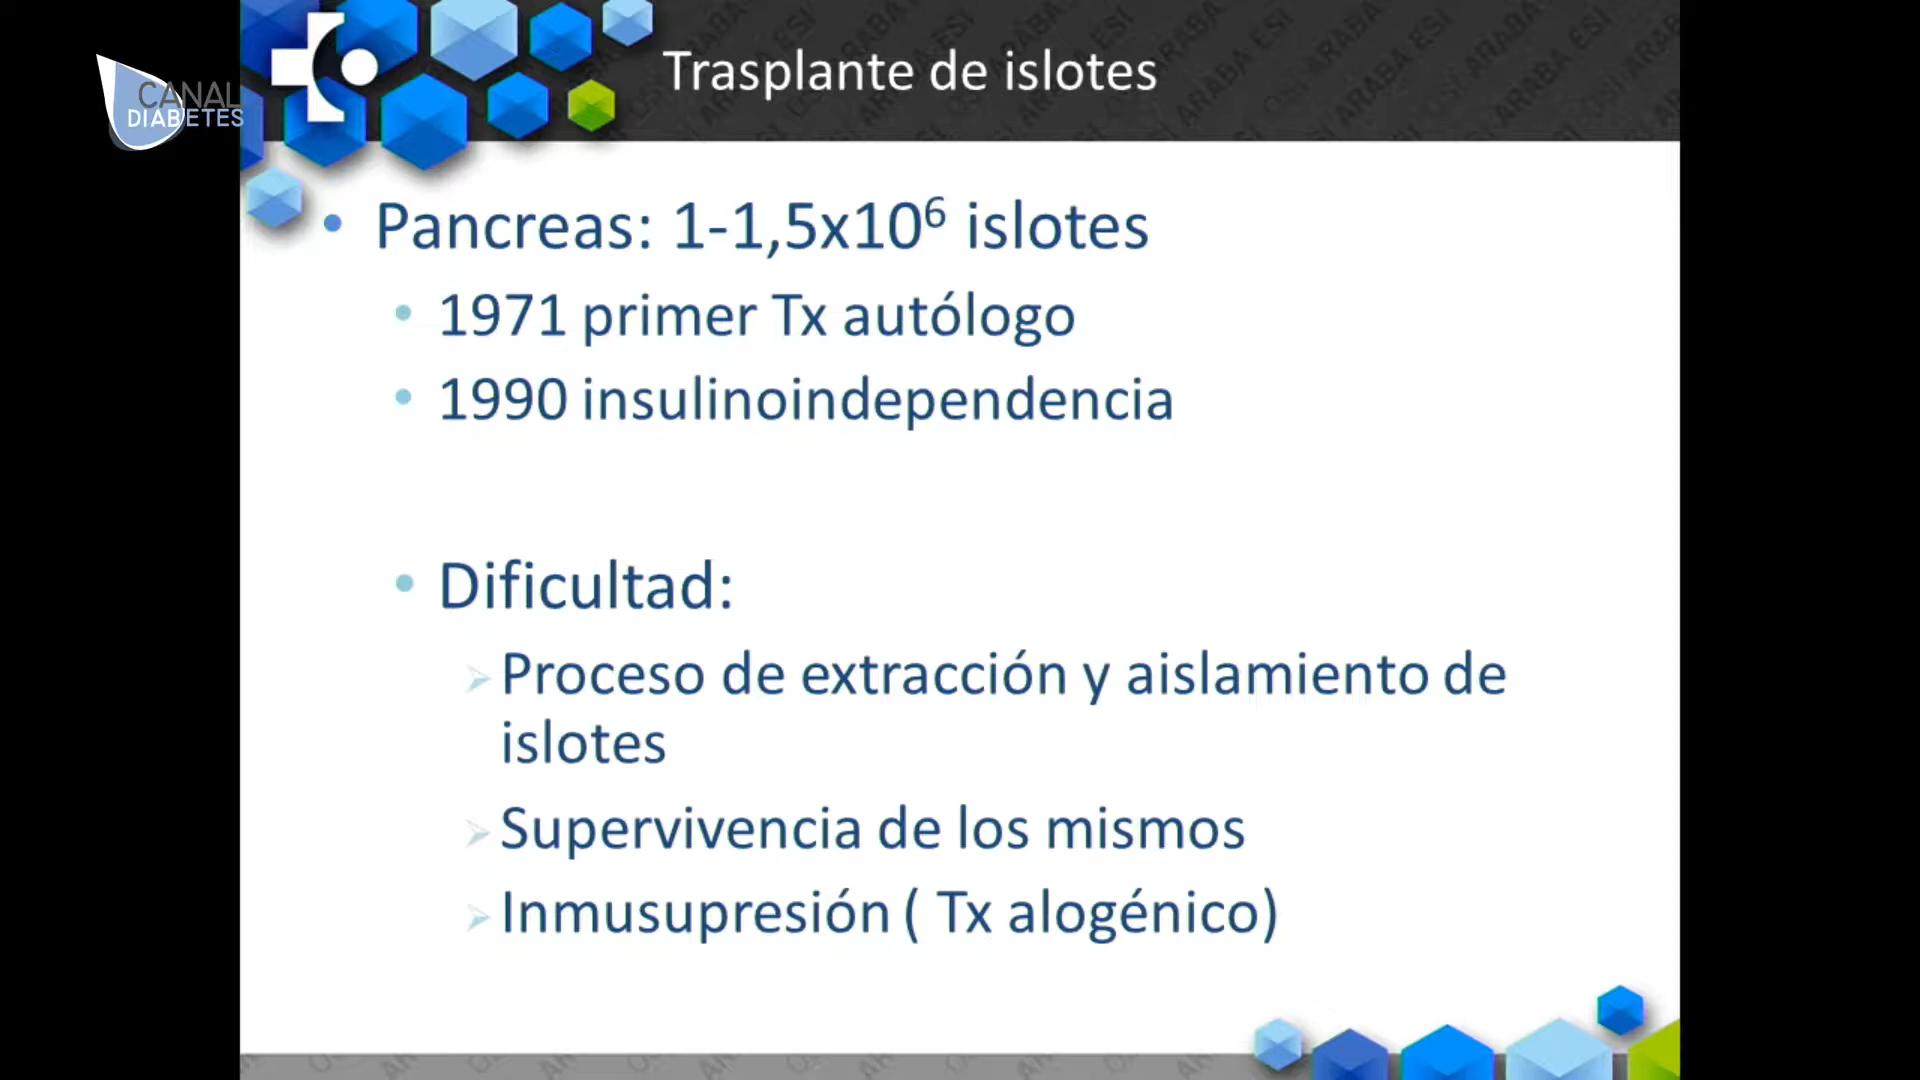 CANAL
DIABETES
Trasplante de islotes
• Pancreas: 1-1,5x10⁶ islotes
• 1971 primer Tx autólogo
• 1990 insulinoindependencia
• Dificultad:
➢ Proceso de extracción y aislamiento de
islotes
➢ Supervivencia de los mismos
➢ Inmusupresión ( Tx alogénico)